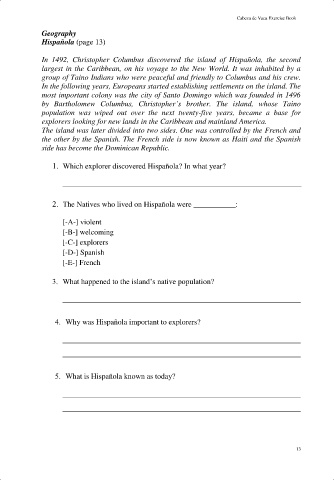 Cabeza de Vaca Exercise Book
Geography
Hispañola (page 13)
In 1492, Christopher Columbus discovered the island of Hispañola, the second
largest in the Caribbean, on his voyage to the New World. It was inhabited by a
group of Taino Indians who were peaceful and friendly to Columbus and his crew.
In the following years, Europeans started establishing settlements on the island. The
most important colony was the city of Santo Domingo which was founded in 1496
by Bartholomew Columbus, Christopher's brother. The island, whose Taino
population was wiped out over the next twenty-five years, became a base for
explorers looking for new lands in the Caribbean and mainland America.
The island was later divided into two sides. One was controlled by the French and
the other by the Spanish. The French side is now known as Haiti and the Spanish
side has become the Dominican Republic.
1. Which explorer discovered Hispañola? In what year?
2. The Natives who lived on Hispañola were ___________:
[-A-] violent
[-B-] welcoming
[-C-] explorers
[-D-] Spanish
[-E-] French
3. What happened to the island's native population?
4. Why was Hispañola important to explorers?
5. What is Hispañola known as today?
13